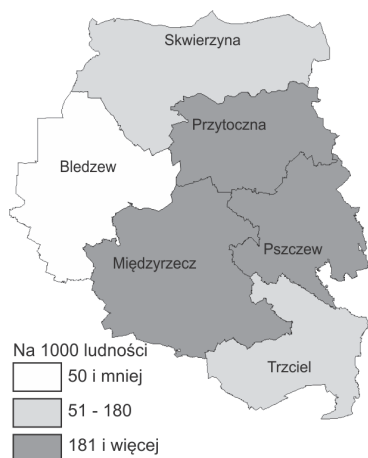 Skwierzyna
Przytoczna
Bledzew
Pszczew
Międzyrzecz
Trzciel
Na 1000 ludności
50 i mniej
51 - 180
181 i więcej